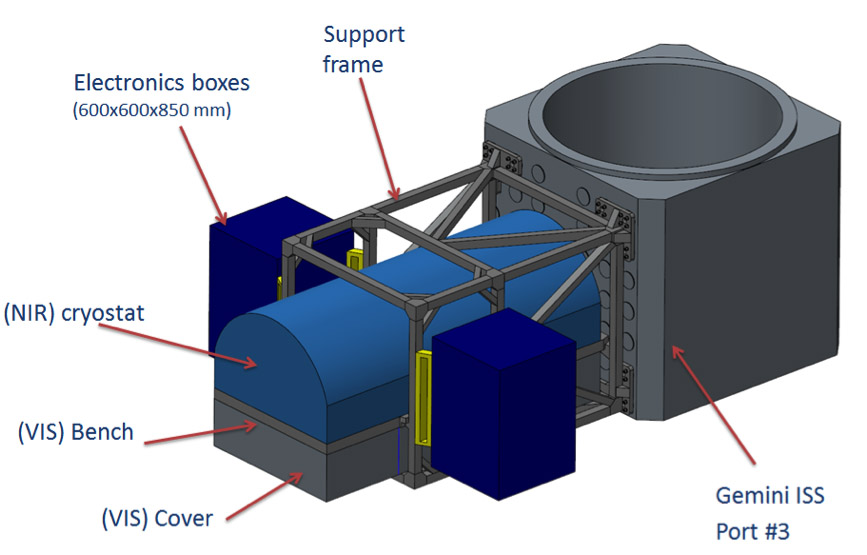 Support
frame
Electronics boxes
(600x600x850 mm)
(NIR) cryostat
(VIS) Bench
(VIS) Cover
Gemini ISS
Port #3